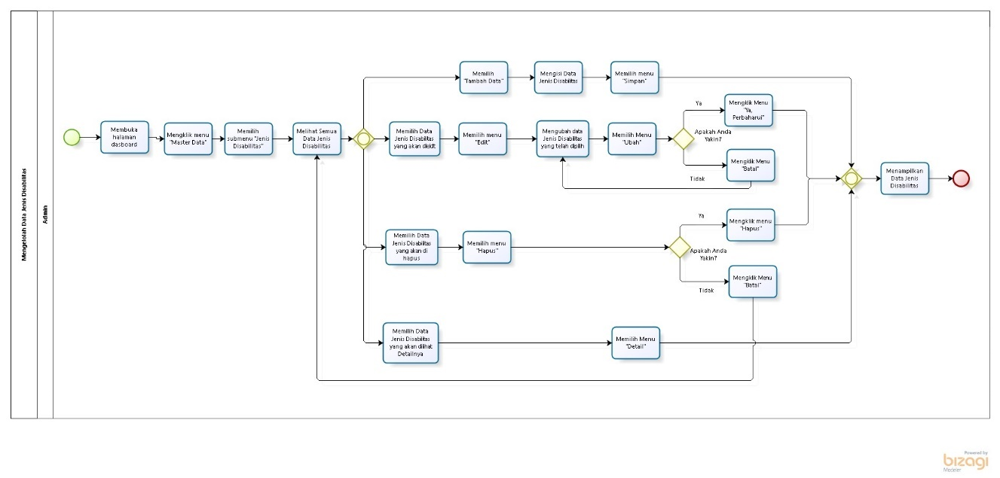 Mengelolah Data Jenis Disabilitas
Admin
Membuka
halaman
dasboard
Mengklik menu
"Master Data"
Memilih
submenu "Jenis
Disabilitas"
Melihat Semua
Data Jenis
Disabilitas
Memilih
"Tambah Data"
Mengisi Data
Jenis Disabilitas
Memilih menu
"Simpan"
Memilih Data
Jenis Disabilitas
yang akan dieidt
Memilih menu
"Edit"
Mengubah data
Jenis Disabilitas
yang telah dipilih
Memilih Menu
"Ubah"
Apakah Anda
Yakin?
Ya
Mengklik Menu
"Ya,
Perbaharui"
Tidak
Mengklik Menu
"Batal"
Memilih Data
Jenis Disabilitas
yang akan di
hapus
Memilih menu
"Hapus"
Apakah Anda
Yakin?
Ya
Mengklik menu
"Hapus"
Tidak
Mengklik Menu
"Batal"
Memilih Data
Jenis Disabilitas
yang akan dilihat
Detailnya
Memilih Menu
"Detail"
Menampilkan
Data Jenis
Disabilitas
Powered by
bizagi
Modeler